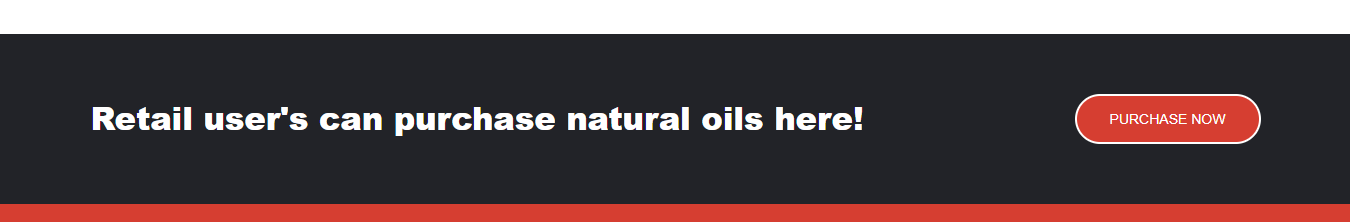 Retail user's can purchase natural oils here!
PURCHASE NOW